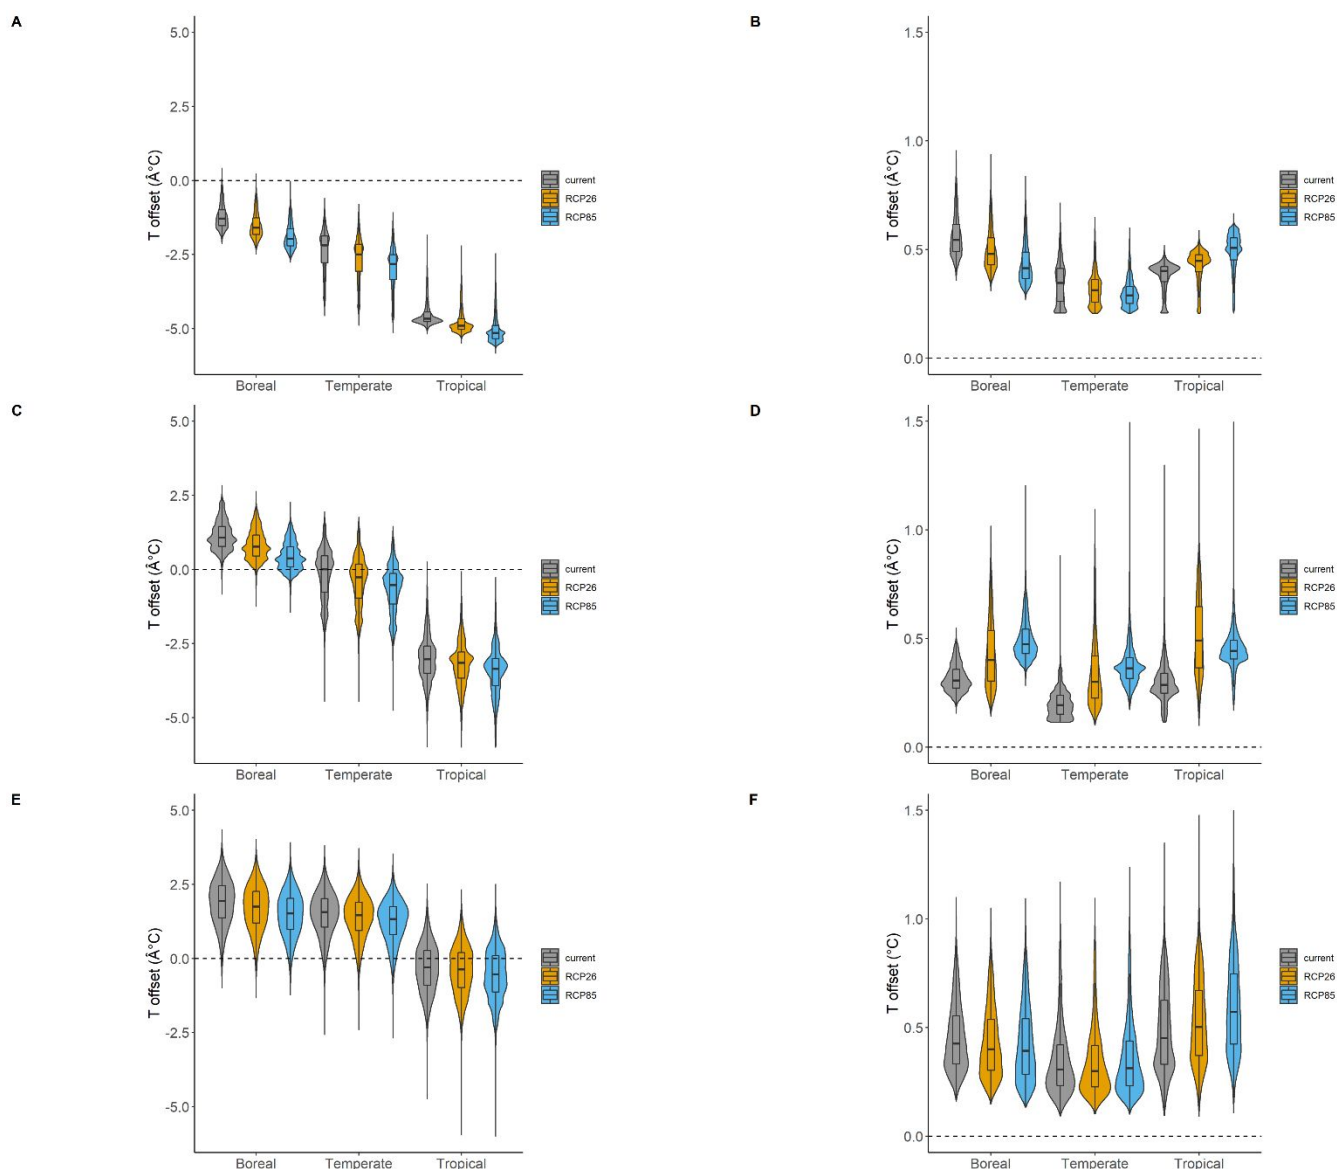 A
T offset (Â°C)
5.0
2.5
0.0
-2.5
-5.0
Boreal Temperate Tropical
current
RCP26
RCP85
B
T offset (Â°C)
1.5
1.0
0.5
0.0
Boreal Temperate Tropical
current
RCP26
RCP85
C
T offset (Â°C)
5.0
2.5
0.0
-2.5
-5.0
Boreal Temperate Tropical
current
RCP26
RCP85
D
T offset (Â°C)
1.5
1.0
0.5
0.0
Boreal Temperate Tropical
current
RCP26
RCP85
E
T offset (Â°C)
5.0
2.5
0.0
-2.5
-5.0
Boreal Temperate Tropical
current
RCP26
RCP85
F
T offset (°C)
1.5
1.0
0.5
0.0
Boreal Temperate Tropical
current
RCP26
RCP85